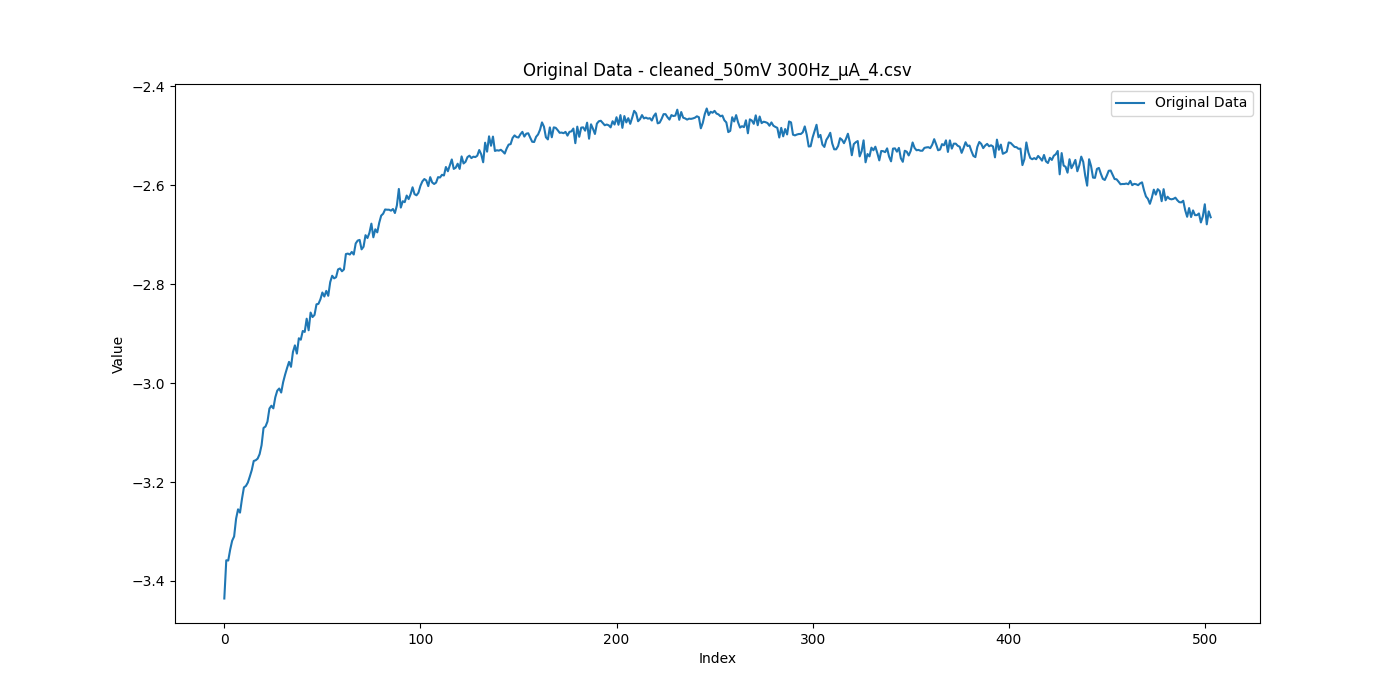 Original Data - cleaned_50mV 300Hz_µA_4.csv
Original Data
Value
−2.4
−2.6
−2.8
−3.0
−3.2
−3.4
0 100 200 300 400 500
Index